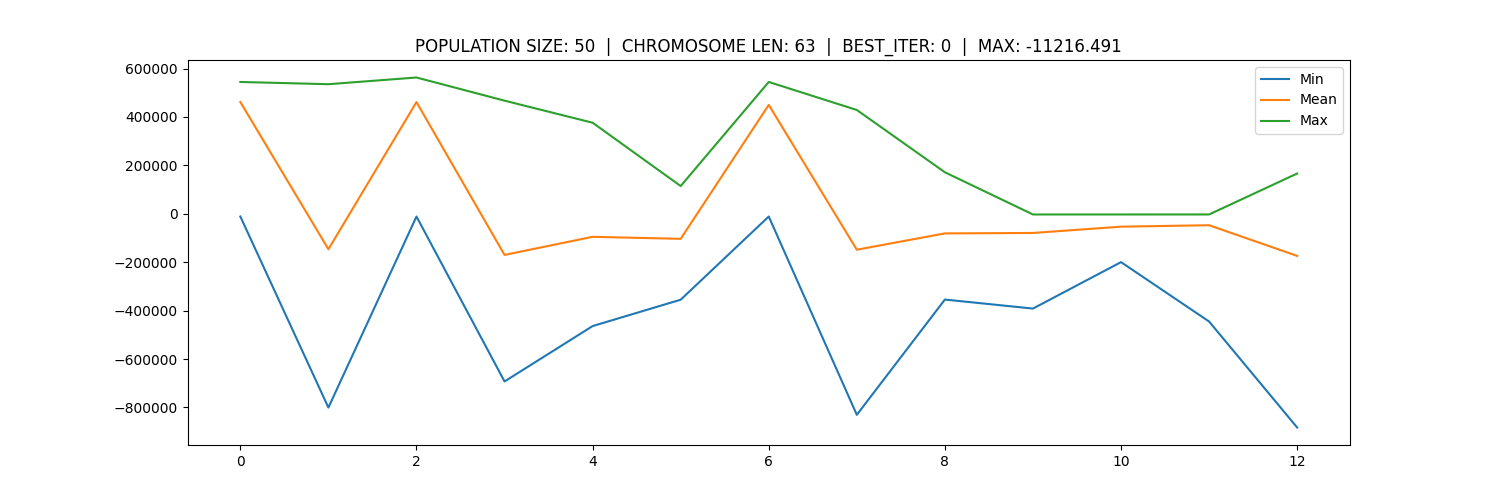 POPULATION SIZE: 50 | CHROMOSOME LEN: 63 | BEST_ITER: 0 | MAX: -11216.491
600000
400000
200000
0
−200000
−400000
−600000
−800000
Min
Mean
Max
0 2 4 6 8 10 12